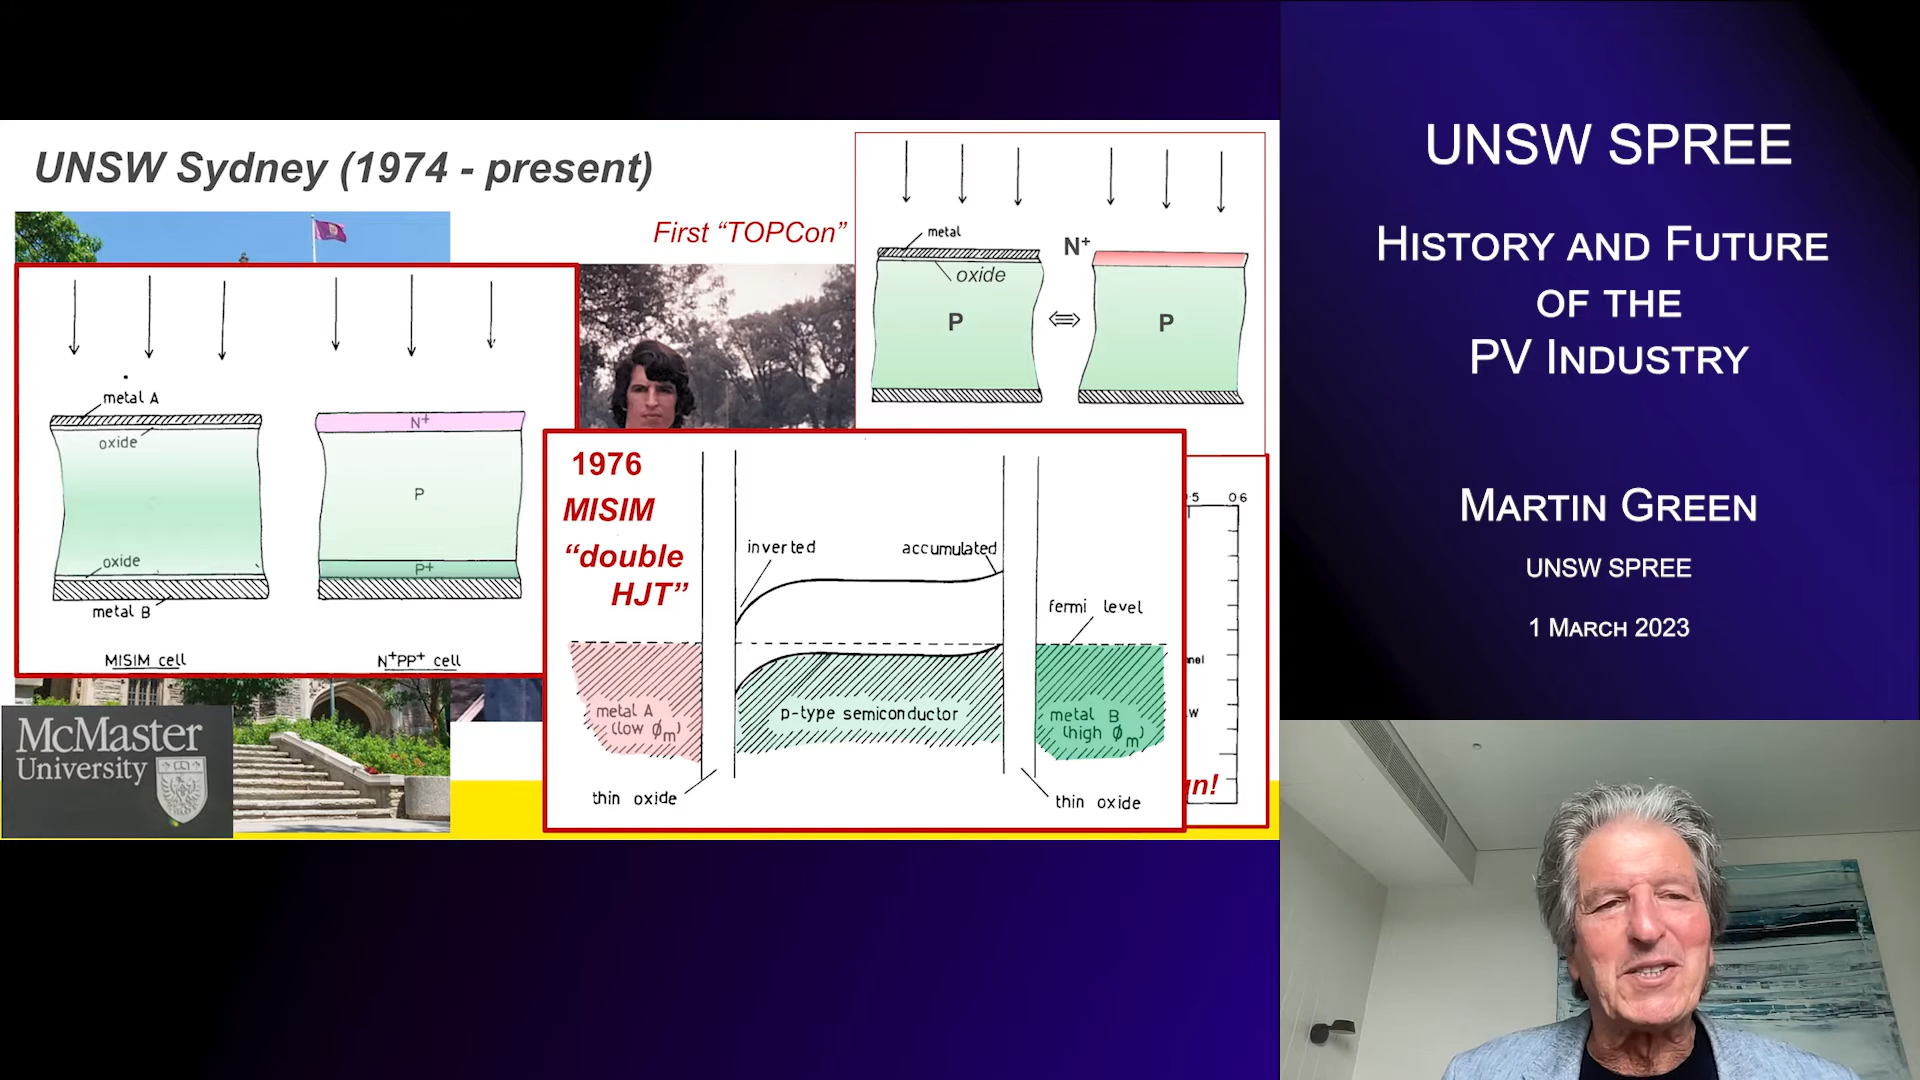 UNSW Sydney (1974 - present)
First “TOPCon”
metal
oxide
N+
P
P
metal A
oxide
oxide
metal B
MISIM cell
N+
P
P+
N+PP+ cell
1976
MISIM
“double
HJT”
inverted
accumulated
fermi level
metal A
(low ϕm)
p-type semiconductor
metal B
(high ϕm)
thin oxide
thin oxide
0.6
McMaster
University
UNSW SPREE
History and Future
of the
PV Industry
Martin Green
UNSW SPREE
1 March 2023